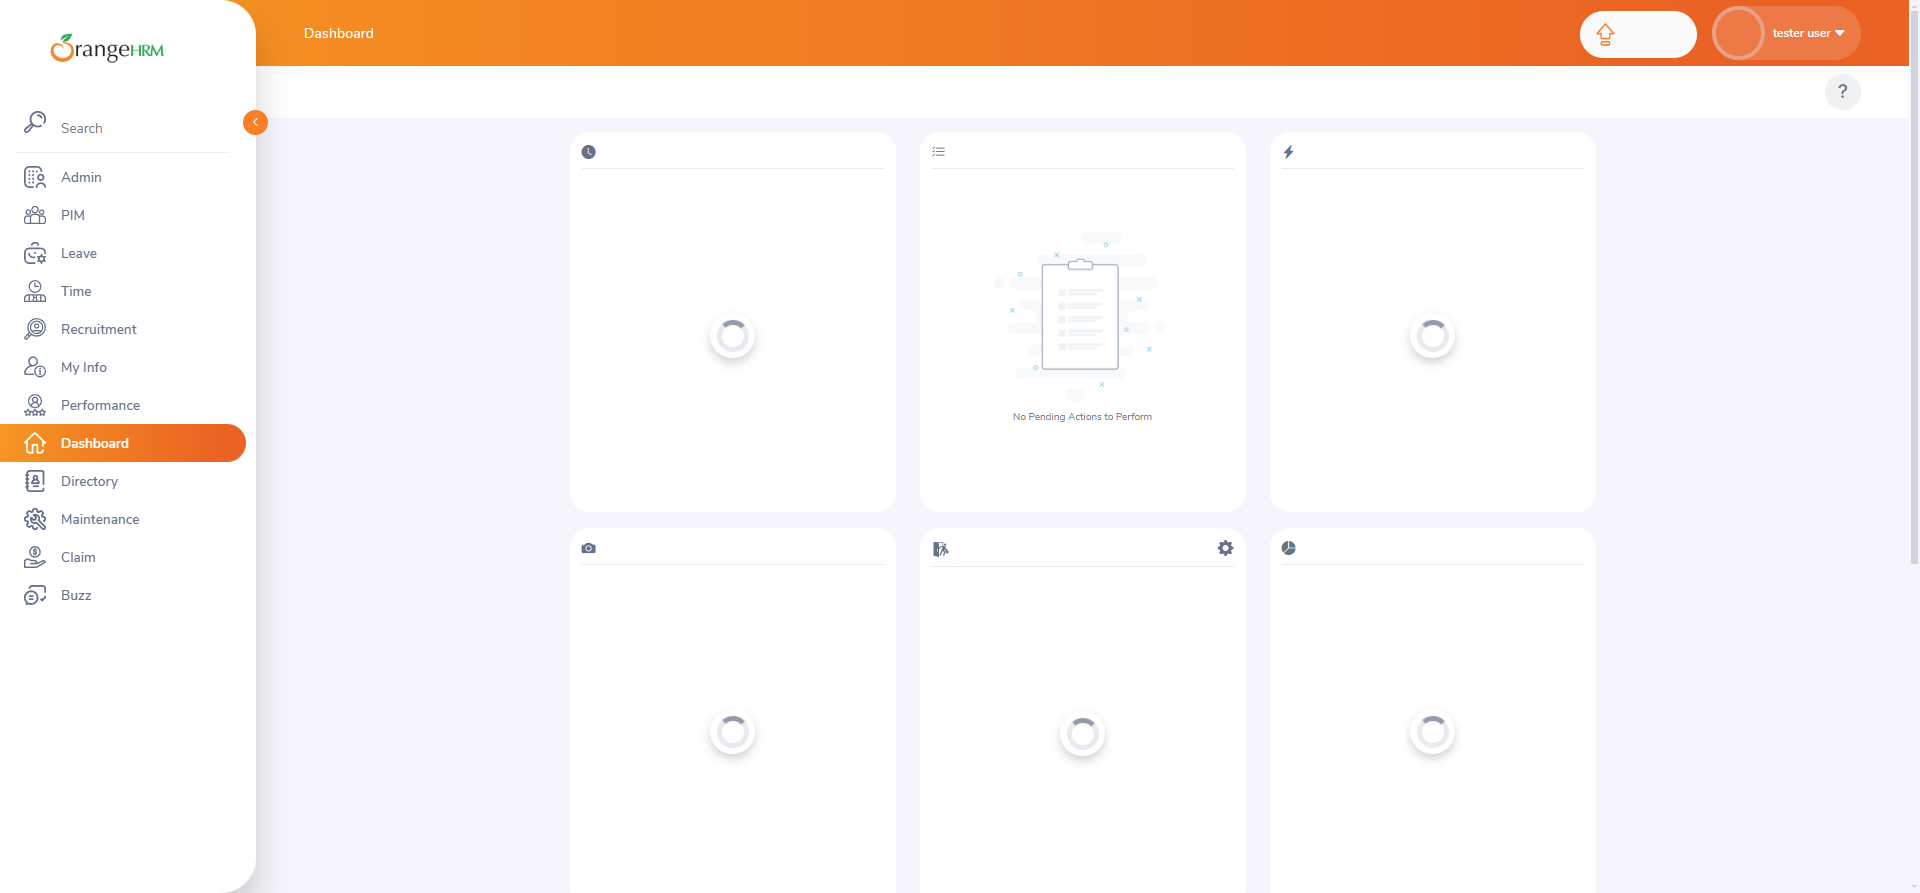 OrangeHRM
Dashboard
tester user
?
Search
Admin
PIM
Leave
Time
Recruitment
My Info
Performance
Dashboard
Directory
Maintenance
Claim
Buzz
No Pending Actions to Perform